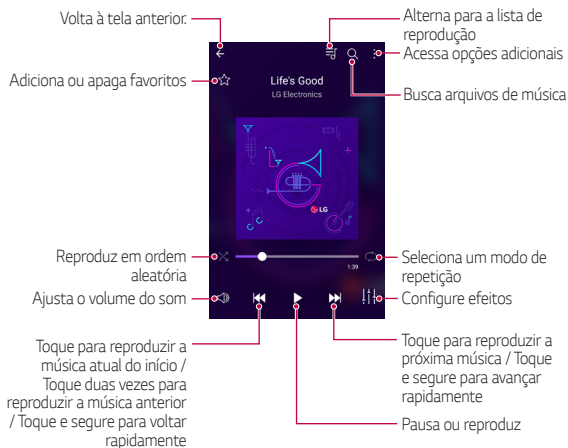 Volta à tela anterior.
Alterna para a lista de
reprodução
Acessa opções adicionais
Adiciona ou apaga favoritos
Busca arquivos de música
Life's Good
LG Electronics
LG
Reproduz em ordem
aleatória
1:39
Seleciona um modo de
repetição
Ajusta o volume do som
Configure efeitos
Toque para reproduzir a
música atual do início /
Toque duas vezes para
reproduzir a música anterior
/ Toque e segure para voltar
rapidamente
Toque para reproduzir a
próxima música / Toque
e segure para avançar
rapidamente
Pausa ou reproduz